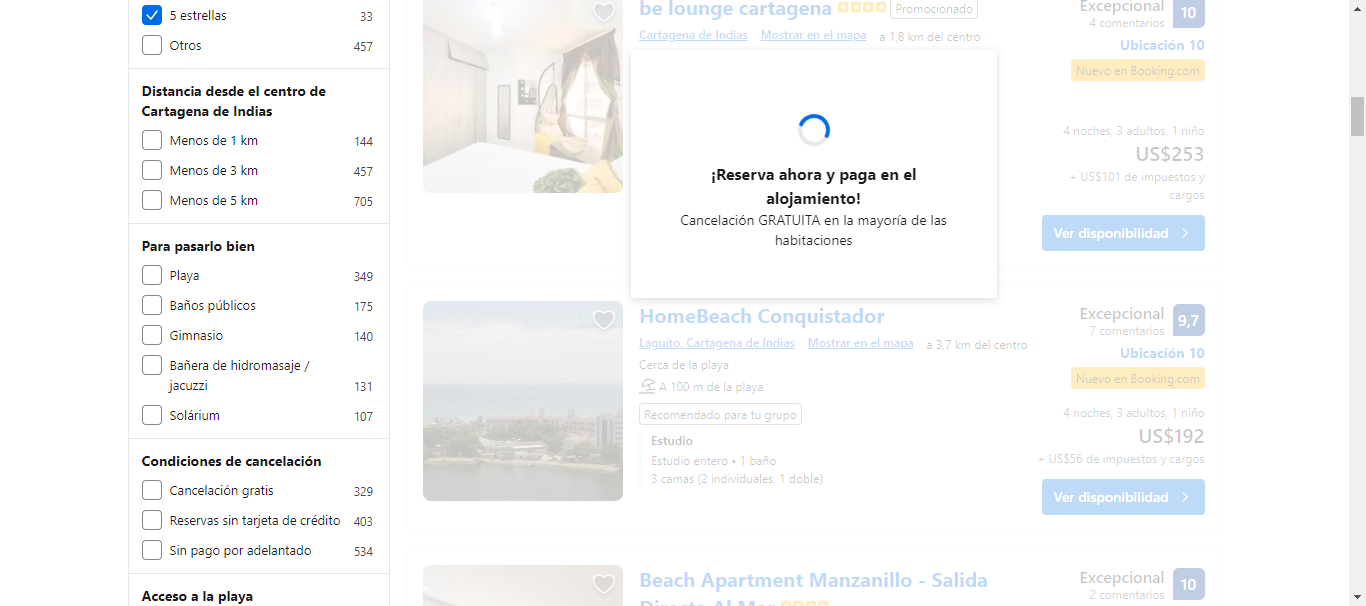 5 estrellas 33
Otros 457
Distancia desde el centro de
Cartagena de Indias
Menos de 1 km 144
Menos de 3 km 457
Menos de 5 km 705
Para pasarlo bien
Playa 349
Baños públicos 175
Gimnasio 140
Bañera de hidromasaje /
jacuzzi 131
Solárium 107
Condiciones de cancelación
Cancelación gratis 329
Reservas sin tarjeta de crédito 403
Sin pago por adelantado 534
Acceso a la playa
be lounge cartagena Promocionado
Cartagena de Indias Mostrar en el mapa a 1,8 km del centro
Excepcional 10
4 comentarios
Ubicación 10
Nuevo en Booking.com
4 noches, 3 adultos, 1 niño
US$253
+ US$101 de impuestos y
cargos
Ver disponibilidad
¡Reserva ahora y paga en el
alojamiento!
Cancelación GRATUITA en la mayoría de las
habitaciones
HomeBeach Conquistador
Laguito, Cartagena de Indias Mostrar en el mapa a 3,7 km del centro
Cerca de la playa
A 100 m de la playa
Recomendado para tu grupo
Estudio
Estudio entero • 1 baño
3 camas (2 individuales, 1 doble)
Excepcional 9,7
7 comentarios
Ubicación 10
Nuevo en Booking.com
4 noches, 3 adultos, 1 niño
US$192
+ US$56 de impuestos y cargos
Ver disponibilidad
Beach Apartment Manzanillo - Salida
Directa Al Mar
Excepcional 10
2 comentarios